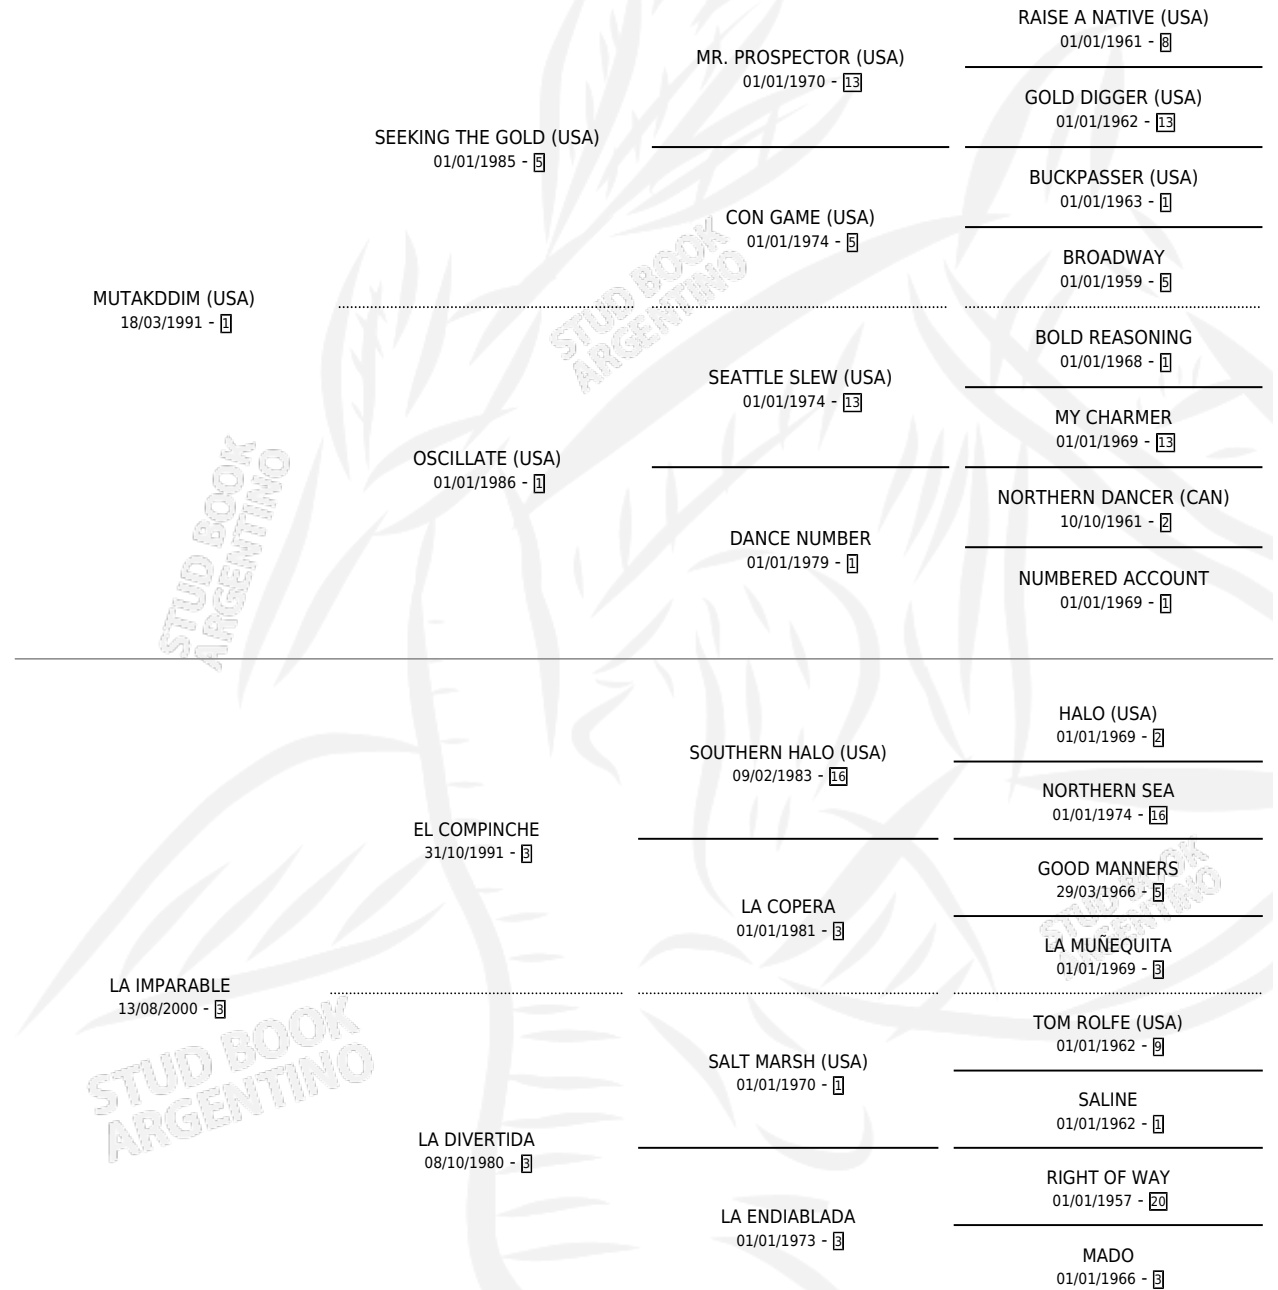 RAISE A NATIVE (USA)
01/01/1961 - 8
MR. PROSPECTOR (USA)
01/01/1970 - 13
GOLD DIGGER (USA)
01/01/1962 - 13
SEEKING THE GOLD (USA)
01/01/1985 - 5
BUCKPASSER (USA)
01/01/1963 - 1
CON GAME (USA)
01/01/1974 - 5
BROADWAY
01/01/1959 - 5
MUTAKDDIM (USA)
18/03/1991 - 1
BOLD REASONING
01/01/1968 - 1
SEATTLE SLEW (USA)
01/01/1974 - 13
MY CHARMER
01/01/1969 - 13
OSCILLATE (USA)
01/01/1986 - 1
NORTHERN DANCER (CAN)
10/10/1961 - 2
DANCE NUMBER
01/01/1979 - 1
NUMBERED ACCOUNT
01/01/1969 - 1
HALO (USA)
01/01/1969 - 2
SOUTHERN HALO (USA)
09/02/1983 - 16
NORTHERN SEA
01/01/1974 - 16
EL COMPINCHE
31/10/1991 - 3
GOOD MANNERS
29/03/1966 - 5
LA COPERA
01/01/1981 - 3
LA MUÑEQUITA
01/01/1969 - 3
LA IMPARABLE
13/08/2000 - 3
TOM ROLFE (USA)
01/01/1962 - 9
SALT MARSH (USA)
01/01/1970 - 1
SALINE
01/01/1962 - 1
LA DIVERTIDA
08/10/1980 - 3
RIGHT OF WAY
01/01/1957 - 20
LA ENDIABLADA
01/01/1973 - 3
MADO
01/01/1966 - 3
STUD BOOK
ARGENTINO
STUD BOOK
ARGENTINO
STUD BOOK
ARGENTINO
STUD BOOK
ARGENTINO